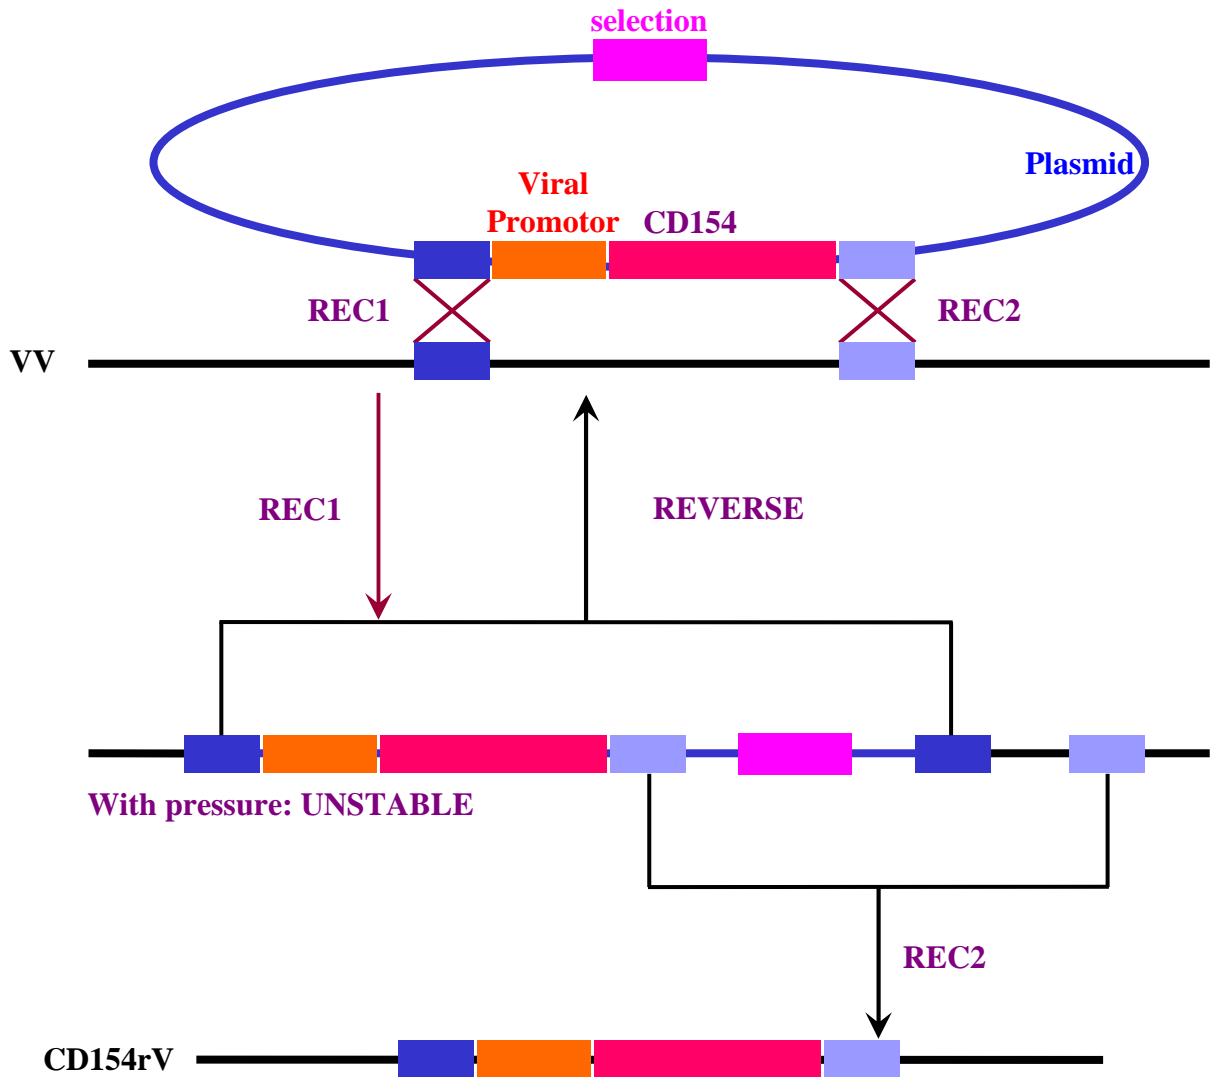 selection
Plasmid
Viral
Promotor
CD154
REC1
REC2
VV
REC1
REVERSE
With pressure: UNSTABLE
REC2
CD154rV